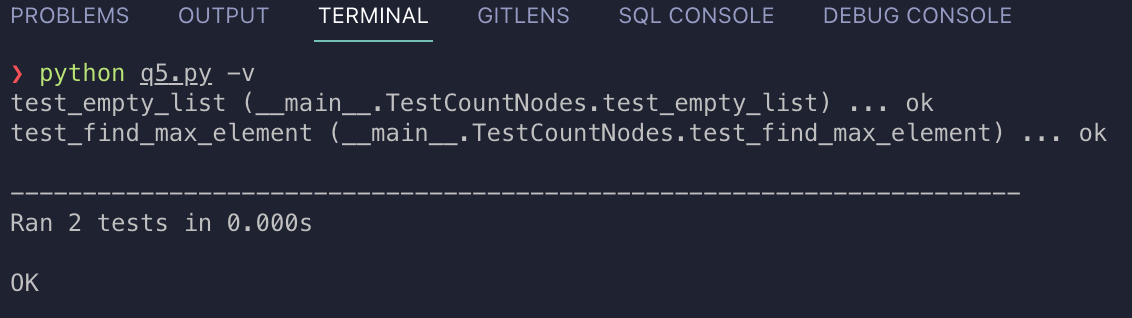 PROBLEMS OUTPUT TERMINAL GITLENS SQL CONSOLE DEBUG CONSOLE
❯ python q5.py -v
test_empty_list (__main__.TestCountNodes.test_empty_list) ... ok
test_find_max_element (__main__.TestCountNodes.test_find_max_element) ... ok
----------------------------------------------------------------------
Ran 2 tests in 0.000s
OK